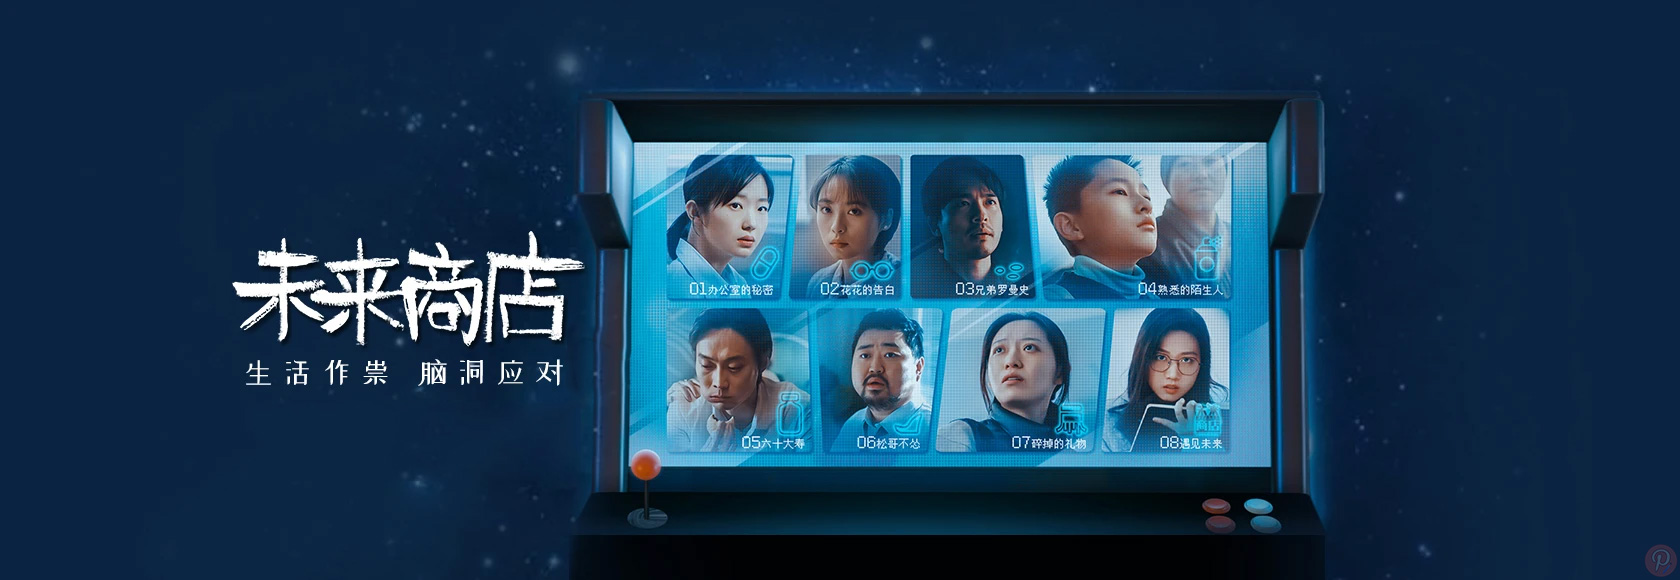 未来商店
生活作祟 脑洞应对
01办公室的秘密
02花花的告白
03兄弟罗曼史
04熟悉的陌生人
05六十大寿
06松哥不怂
07碎掉的礼物
08遇见未来
商店